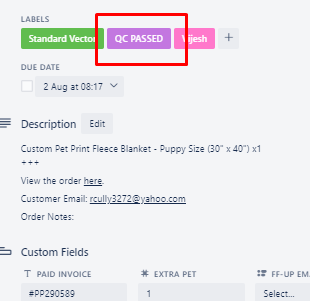 LABELS
Standard Vector QC PASSED Vijesh +
DUE DATE
2 Aug at 08:17
Description Edit
Custom Pet Print Fleece Blanket - Puppy Size (30" x 40") x1
+++
View the order here.
Customer Email: rcully3272@yahoo.com
Order Notes:
Custom Fields
PAID INVOICE EXTRA PET FF-UP EM
#PP290589 1 Select...